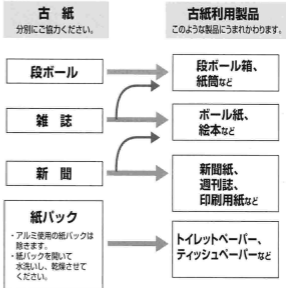 古紙
分別にご協力ください。
古紙利用製品
このような製品にうまれかわります。
段ボール
段ボール箱、
紙筒など
雑誌
ボール紙、
絵本など
新聞
新聞紙、
週刊誌、
印刷用紙など
紙パック
・アルミ使用の紙パックは
除きます。
・紙パックを開いて
水洗いし、乾燥させて
ください。
トイレットペーパー、
ティッシュペーパーなど